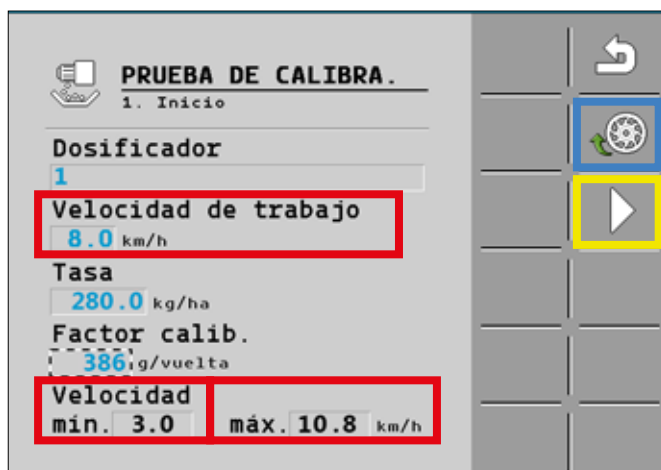 PRUEBA DE CALIBRA.
1. Inicio
Dosificador
1
Velocidad de trabajo
8.0 km/h
Tasa
280.0 kg/ha
Factor calib.
386 g/vuelta
Velocidad
mín. 3.0 máx. 10.8 km/h